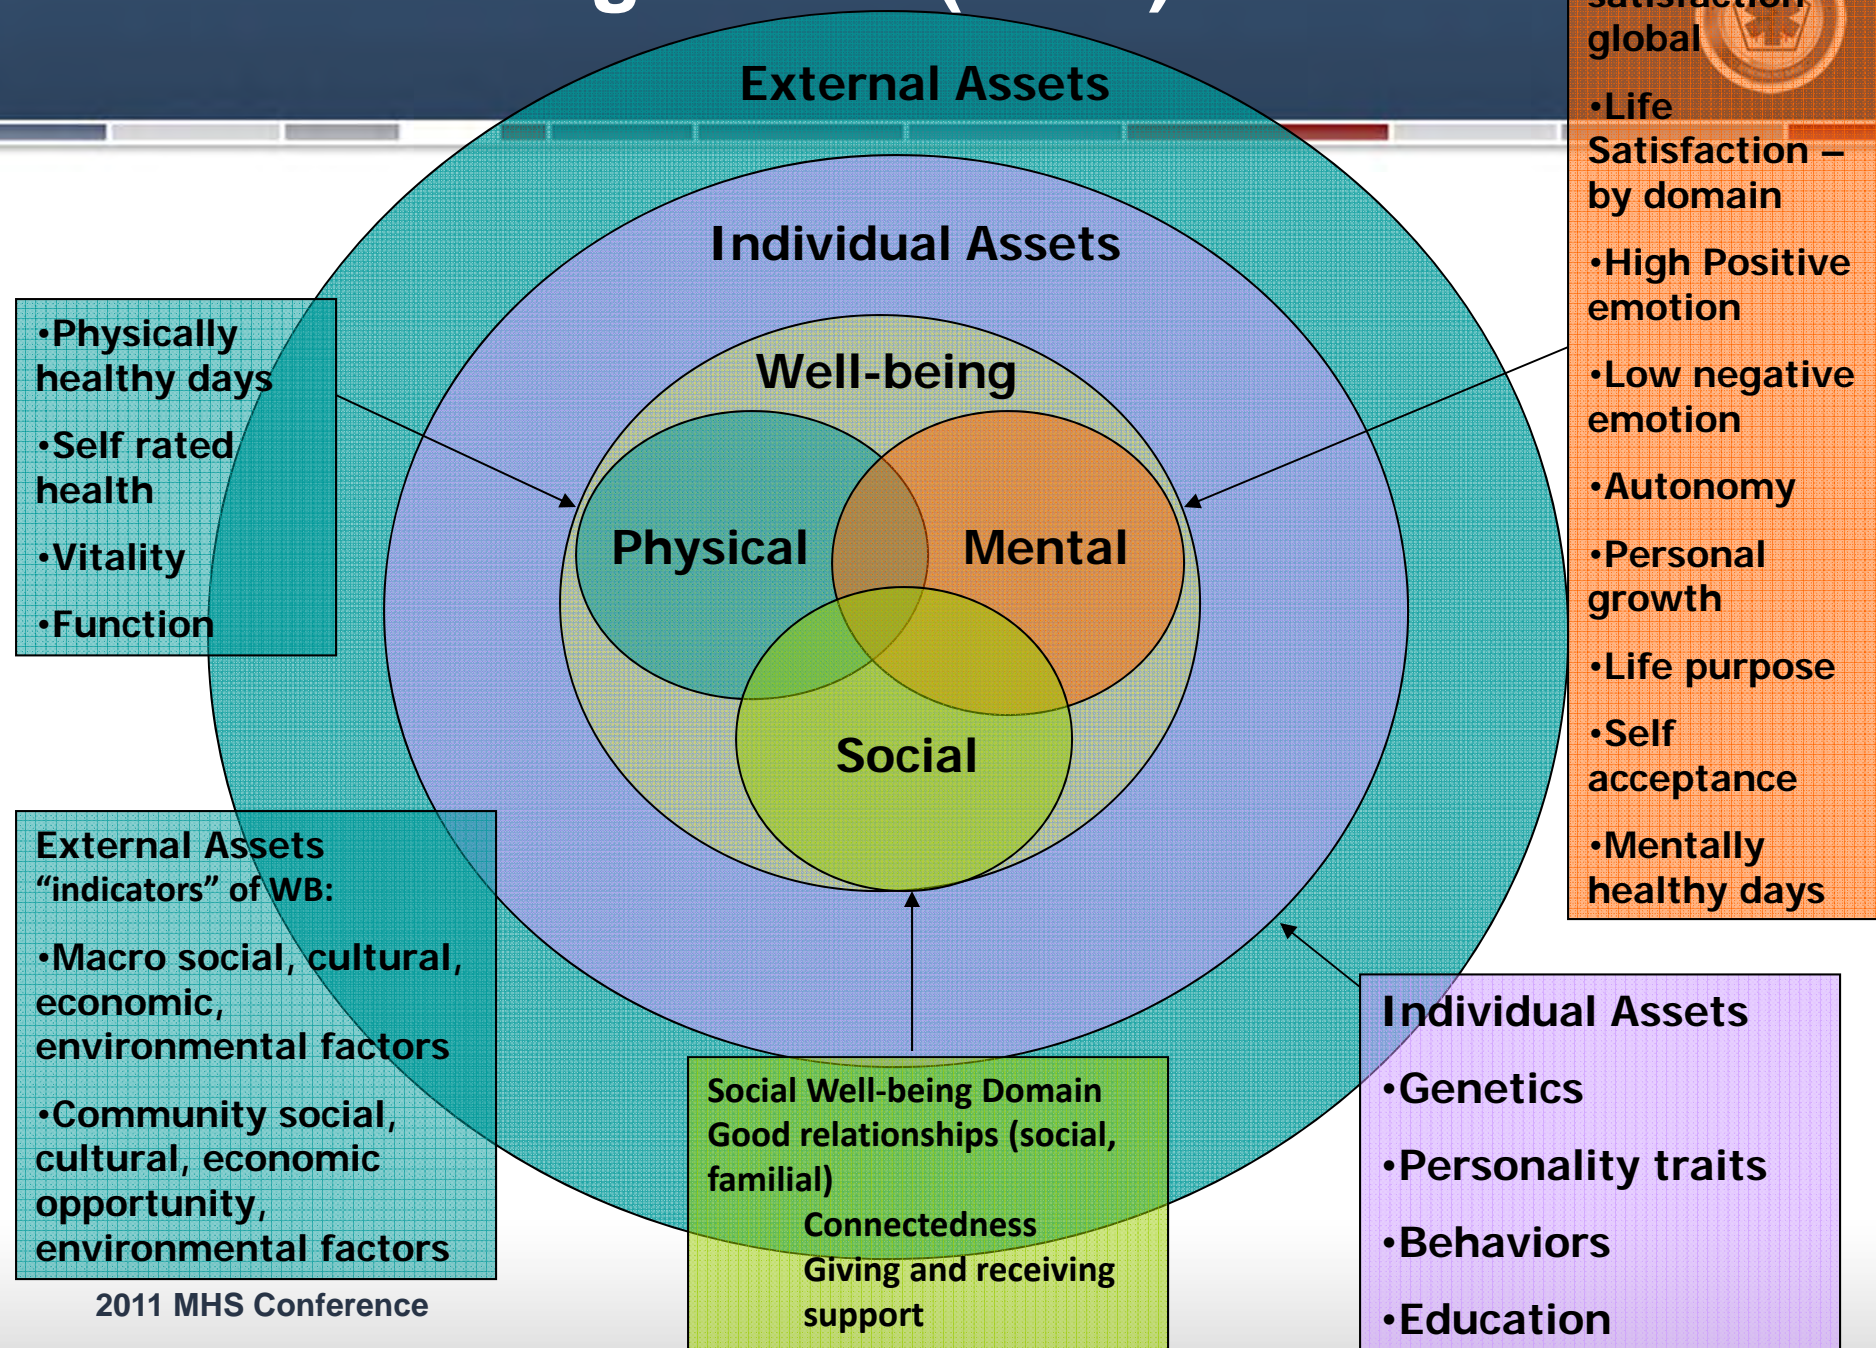 External Assets
Individual Assets
Well-being
Physical
Mental
Social
•Physically
healthy days
•Self rated
health
•Vitality
•Function
satisfaction
global
•Life
Satisfaction –
by domain
•High Positive
emotion
•Low negative
emotion
•Autonomy
•Personal
growth
•Life purpose
•Self
acceptance
•Mentally
healthy days
External Assets
“indicators” of WB:
•Macro social, cultural,
economic,
environmental factors
•Community social,
cultural, economic
opportunity,
environmental factors
Social Well-being Domain
Good relationships (social,
familial)
Connectedness
Giving and receiving
support
Individual Assets
•Genetics
•Personality traits
•Behaviors
•Education
2011 MHS Conference